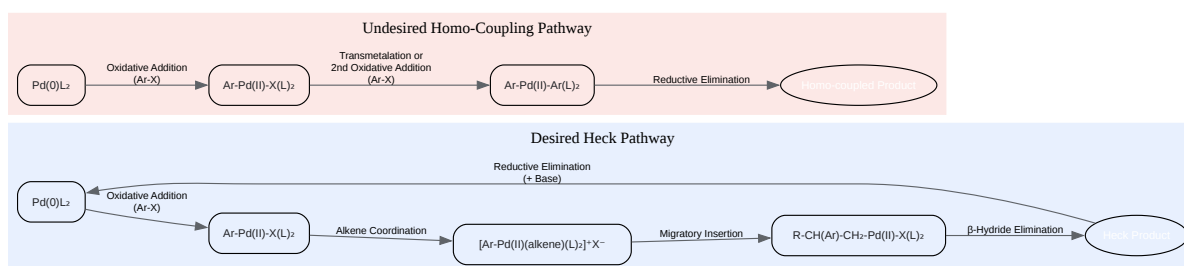 Undesired Homo-Coupling Pathway
Pd(0)L₂
Oxidative Addition
(Ar-X)
Ar-Pd(II)-X(L)₂
Transmetalation or
2nd Oxidative Addition
(Ar-X)
Ar-Pd(II)-Ar(L)₂
Reductive Elimination
Homo-coupled Product
Desired Heck Pathway
Reductive Elimination
(+ Base)
Pd(0)L₂
Oxidative Addition
(Ar-X)
Ar-Pd(II)-X(L)₂
Alkene Coordination
[Ar-Pd(II)(alkene)(L)₂]⁺X⁻
Migratory Insertion
R-CH(Ar)-CH₂-Pd(II)-X(L)₂
β-Hydride Elimination
Heck Product